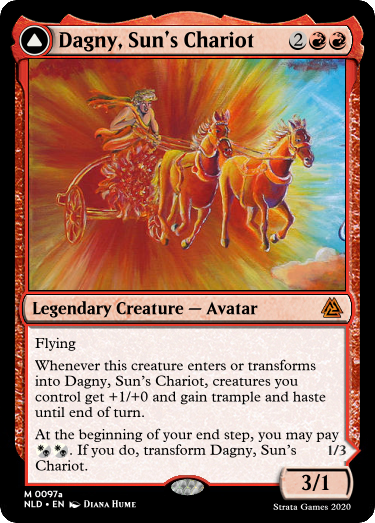 Dagny, Sun's Chariot 2
Legendary Creature — Avatar
Flying
Whenever this creature enters or transforms
into Dagny, Sun's Chariot, creatures you
control get +1/+0 and gain trample and haste
until end of turn.
At the beginning of your end step, you may pay
. If you do, transform Dagny, Sun's
Chariot.
1/3
3/1
M 0097a
NLD • EN Diana Hume
Strata Games 2020